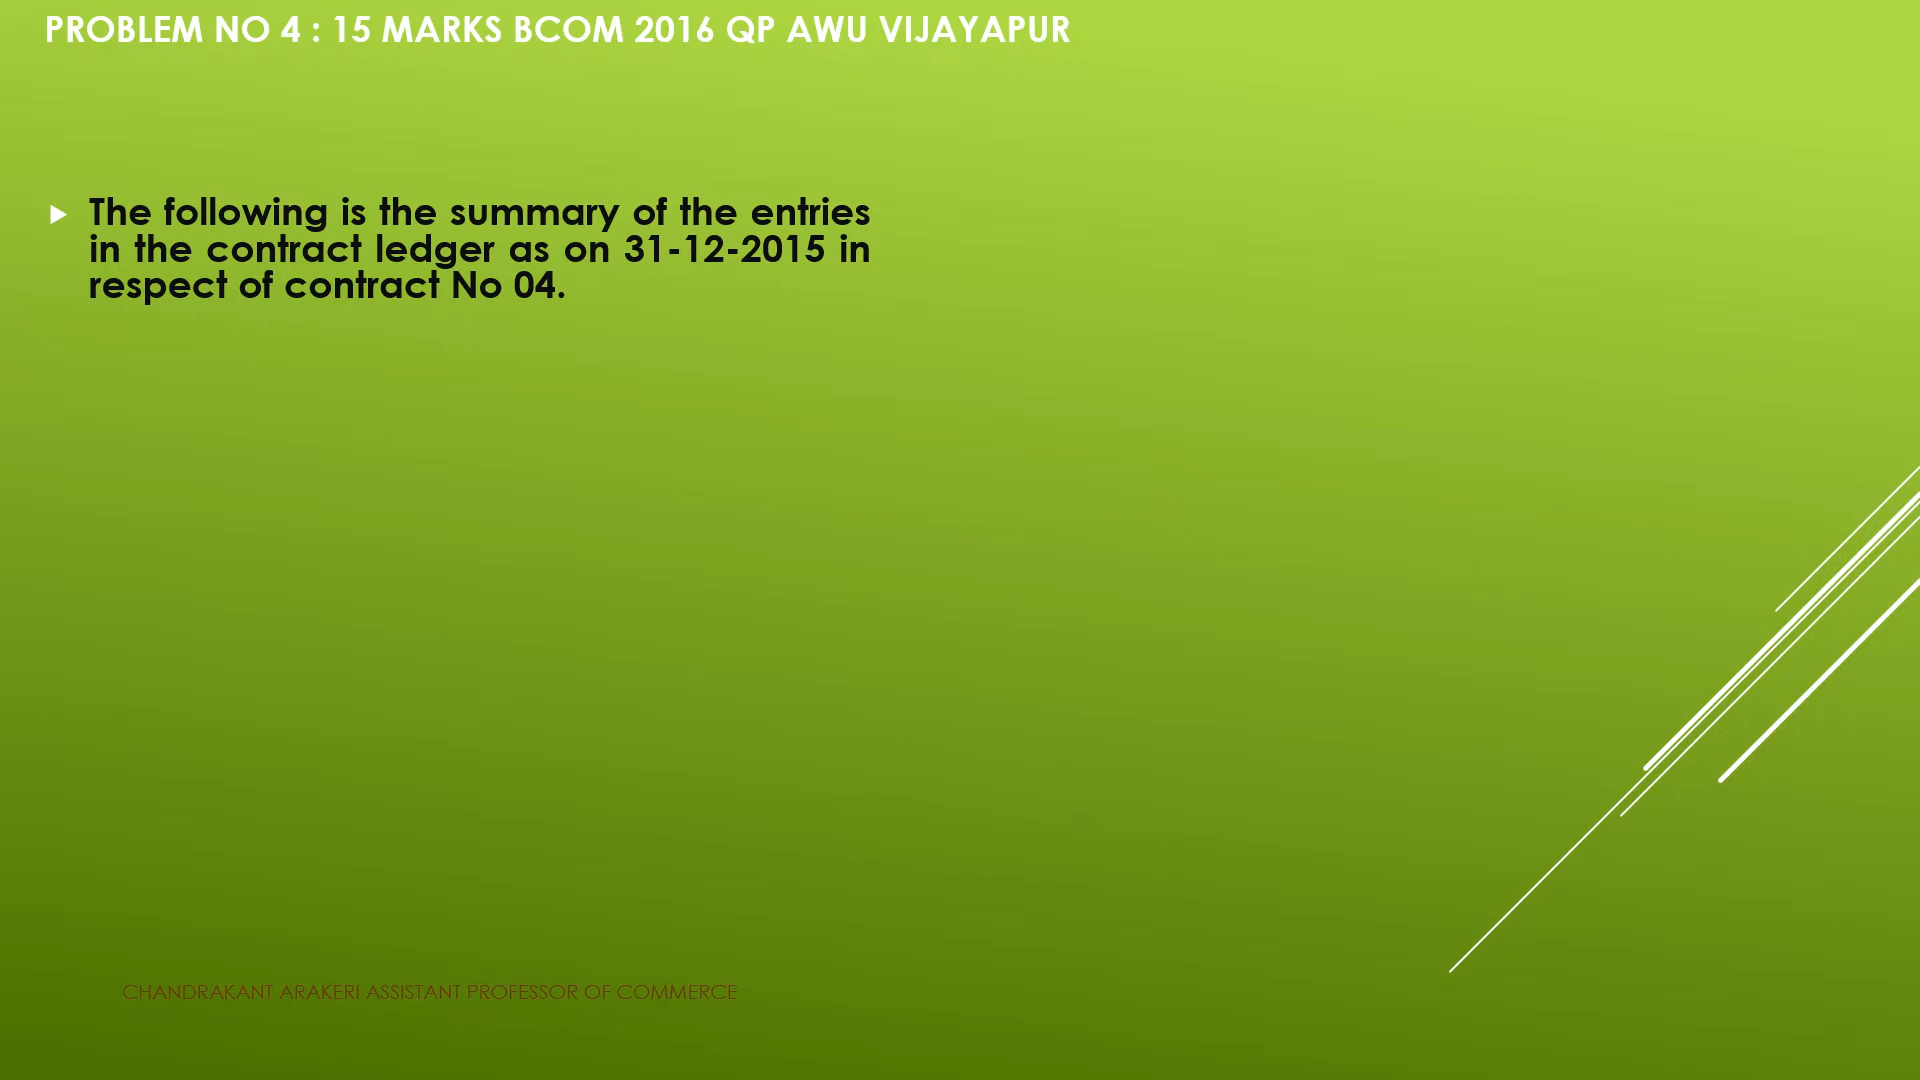 PROBLEM NO 4 : 15 MARKS BCOM 2016 QP AWU VIJAYAPUR
The following is the summary of the entries
in the contract ledger as on 31-12-2015 in
respect of contract No 04.
CHANDRAKANT ARAKERI ASSISTANT PROFESSOR OF COMMERCE